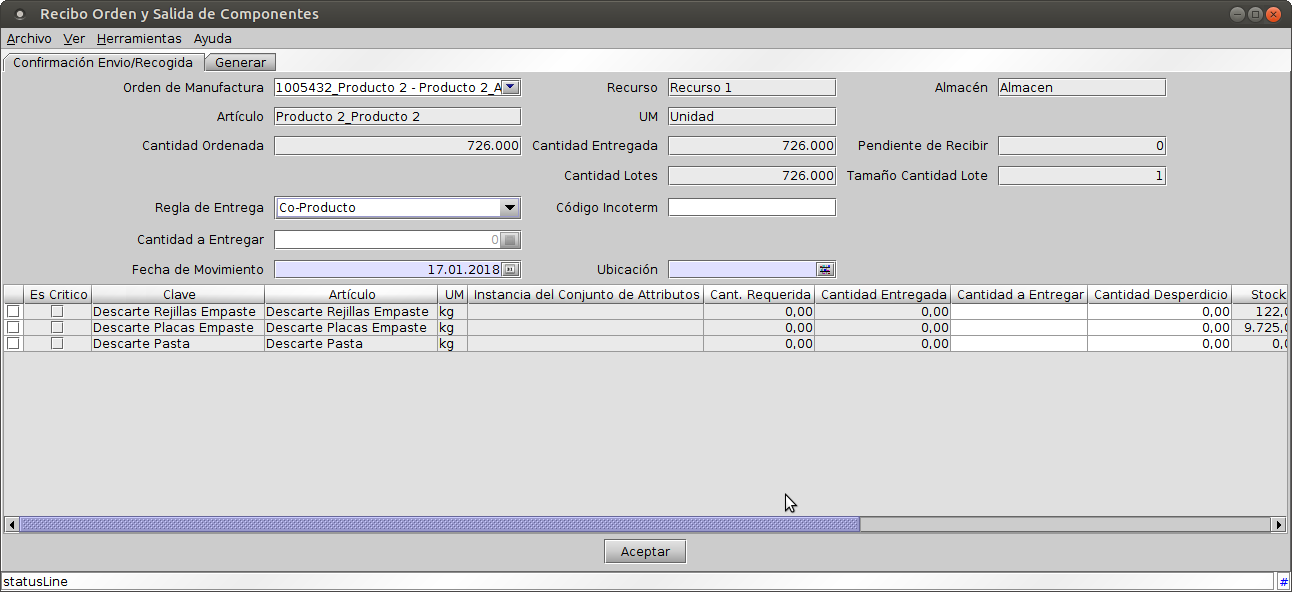 Recibo Orden y Salida de Componentes
Archivo Ver Herramientas Ayuda
Confirmación Envio/Recogida Generar
Orden de Manufactura 1005432_Producto 2 - Producto 2_A Recurso Recurso 1 Almacén Almacen
Artículo Producto 2_Producto 2 UM Unidad
Cantidad Ordenada 726.000 Cantidad Entregada 726.000 Pendiente de Recibir 0
Cantidad Lotes 726.000 Tamaño Cantidad Lote 1
Regla de Entrega Co-Producto Código Incoterm
Cantidad a Entregar 0
Fecha de Movimiento 17.01.2018 Ubicación
Es Critico Clave Artículo UM Instancia del Conjunto de Atributos Cant. Requerida Cantidad Entregada Cantidad a Entregar Cantidad Desperdicio Stock
Descarte Rejillas Empaste Descarte Rejillas Empaste kg 0,00 0,00 0,00 122,0
Descarte Placas Empaste Descarte Placas Empaste kg 0,00 0,00 0,00 9.725,0
Descarte Pasta Descarte Pasta kg 0,00 0,00 0,00 0,0
Aceptar
statusLine #